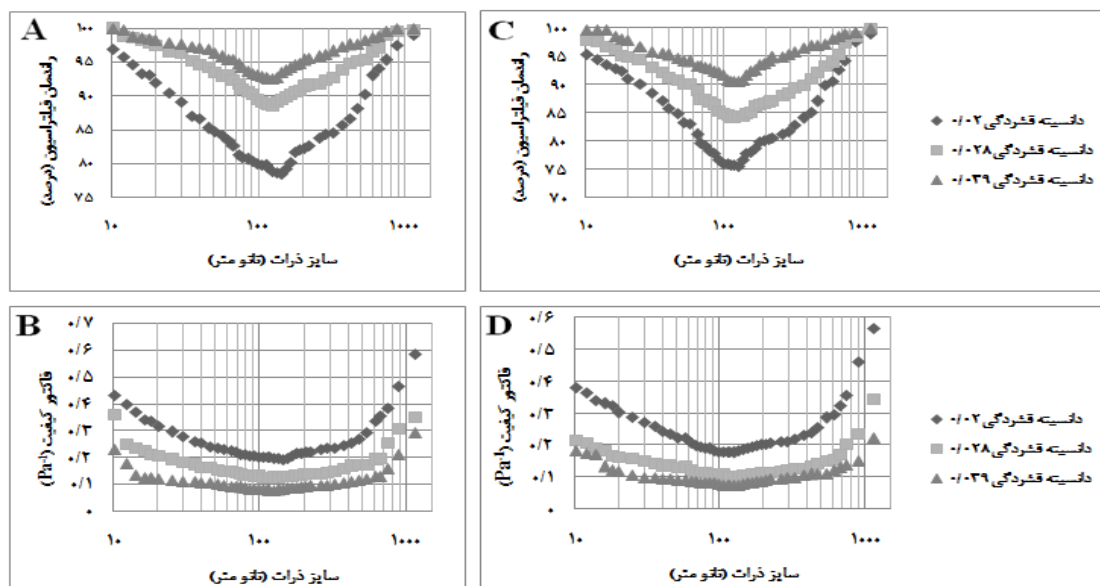 A
۱۰۰
۹۵
۹۰
۸۵
۸۰
۷۵
راندمان فیلتراسیون (درصد)
۱۰
۱۰۰
۱۰۰۰
سایز ذرات (نانو متر)
C
۱۰۰
۹۵
۹۰
۸۵
۸۰
۷۵
۷۰
راندمان فیلتراسیون (درصد)
۱۰
۱۰۰
۱۰۰۰
سایز ذرات (نانو متر)
دانسیته فشردگی ۰/۰۲
دانسیته فشردگی ۰/۰۲۸
دانسیته فشردگی ۰/۰۳۹
B
۰/۷
۰/۶
۰/۵
۰/۴
۰/۳
۰/۲
۰/۱
۰
فاکتور کیفیت (Pa⁻¹)
۱۰
۱۰۰
۱۰۰۰
سایز ذرات (نانو متر)
D
۰/۶
۰/۵
۰/۴
۰/۳
۰/۲
۰/۱
۰
فاکتور کیفیت (Pa⁻¹)
۱۰
۱۰۰
۱۰۰۰
سایز ذرات (نانو متر)
دانسیته فشردگی ۰/۰۲
دانسیته فشردگی ۰/۰۲۸
دانسیته فشردگی ۰/۰۳۹